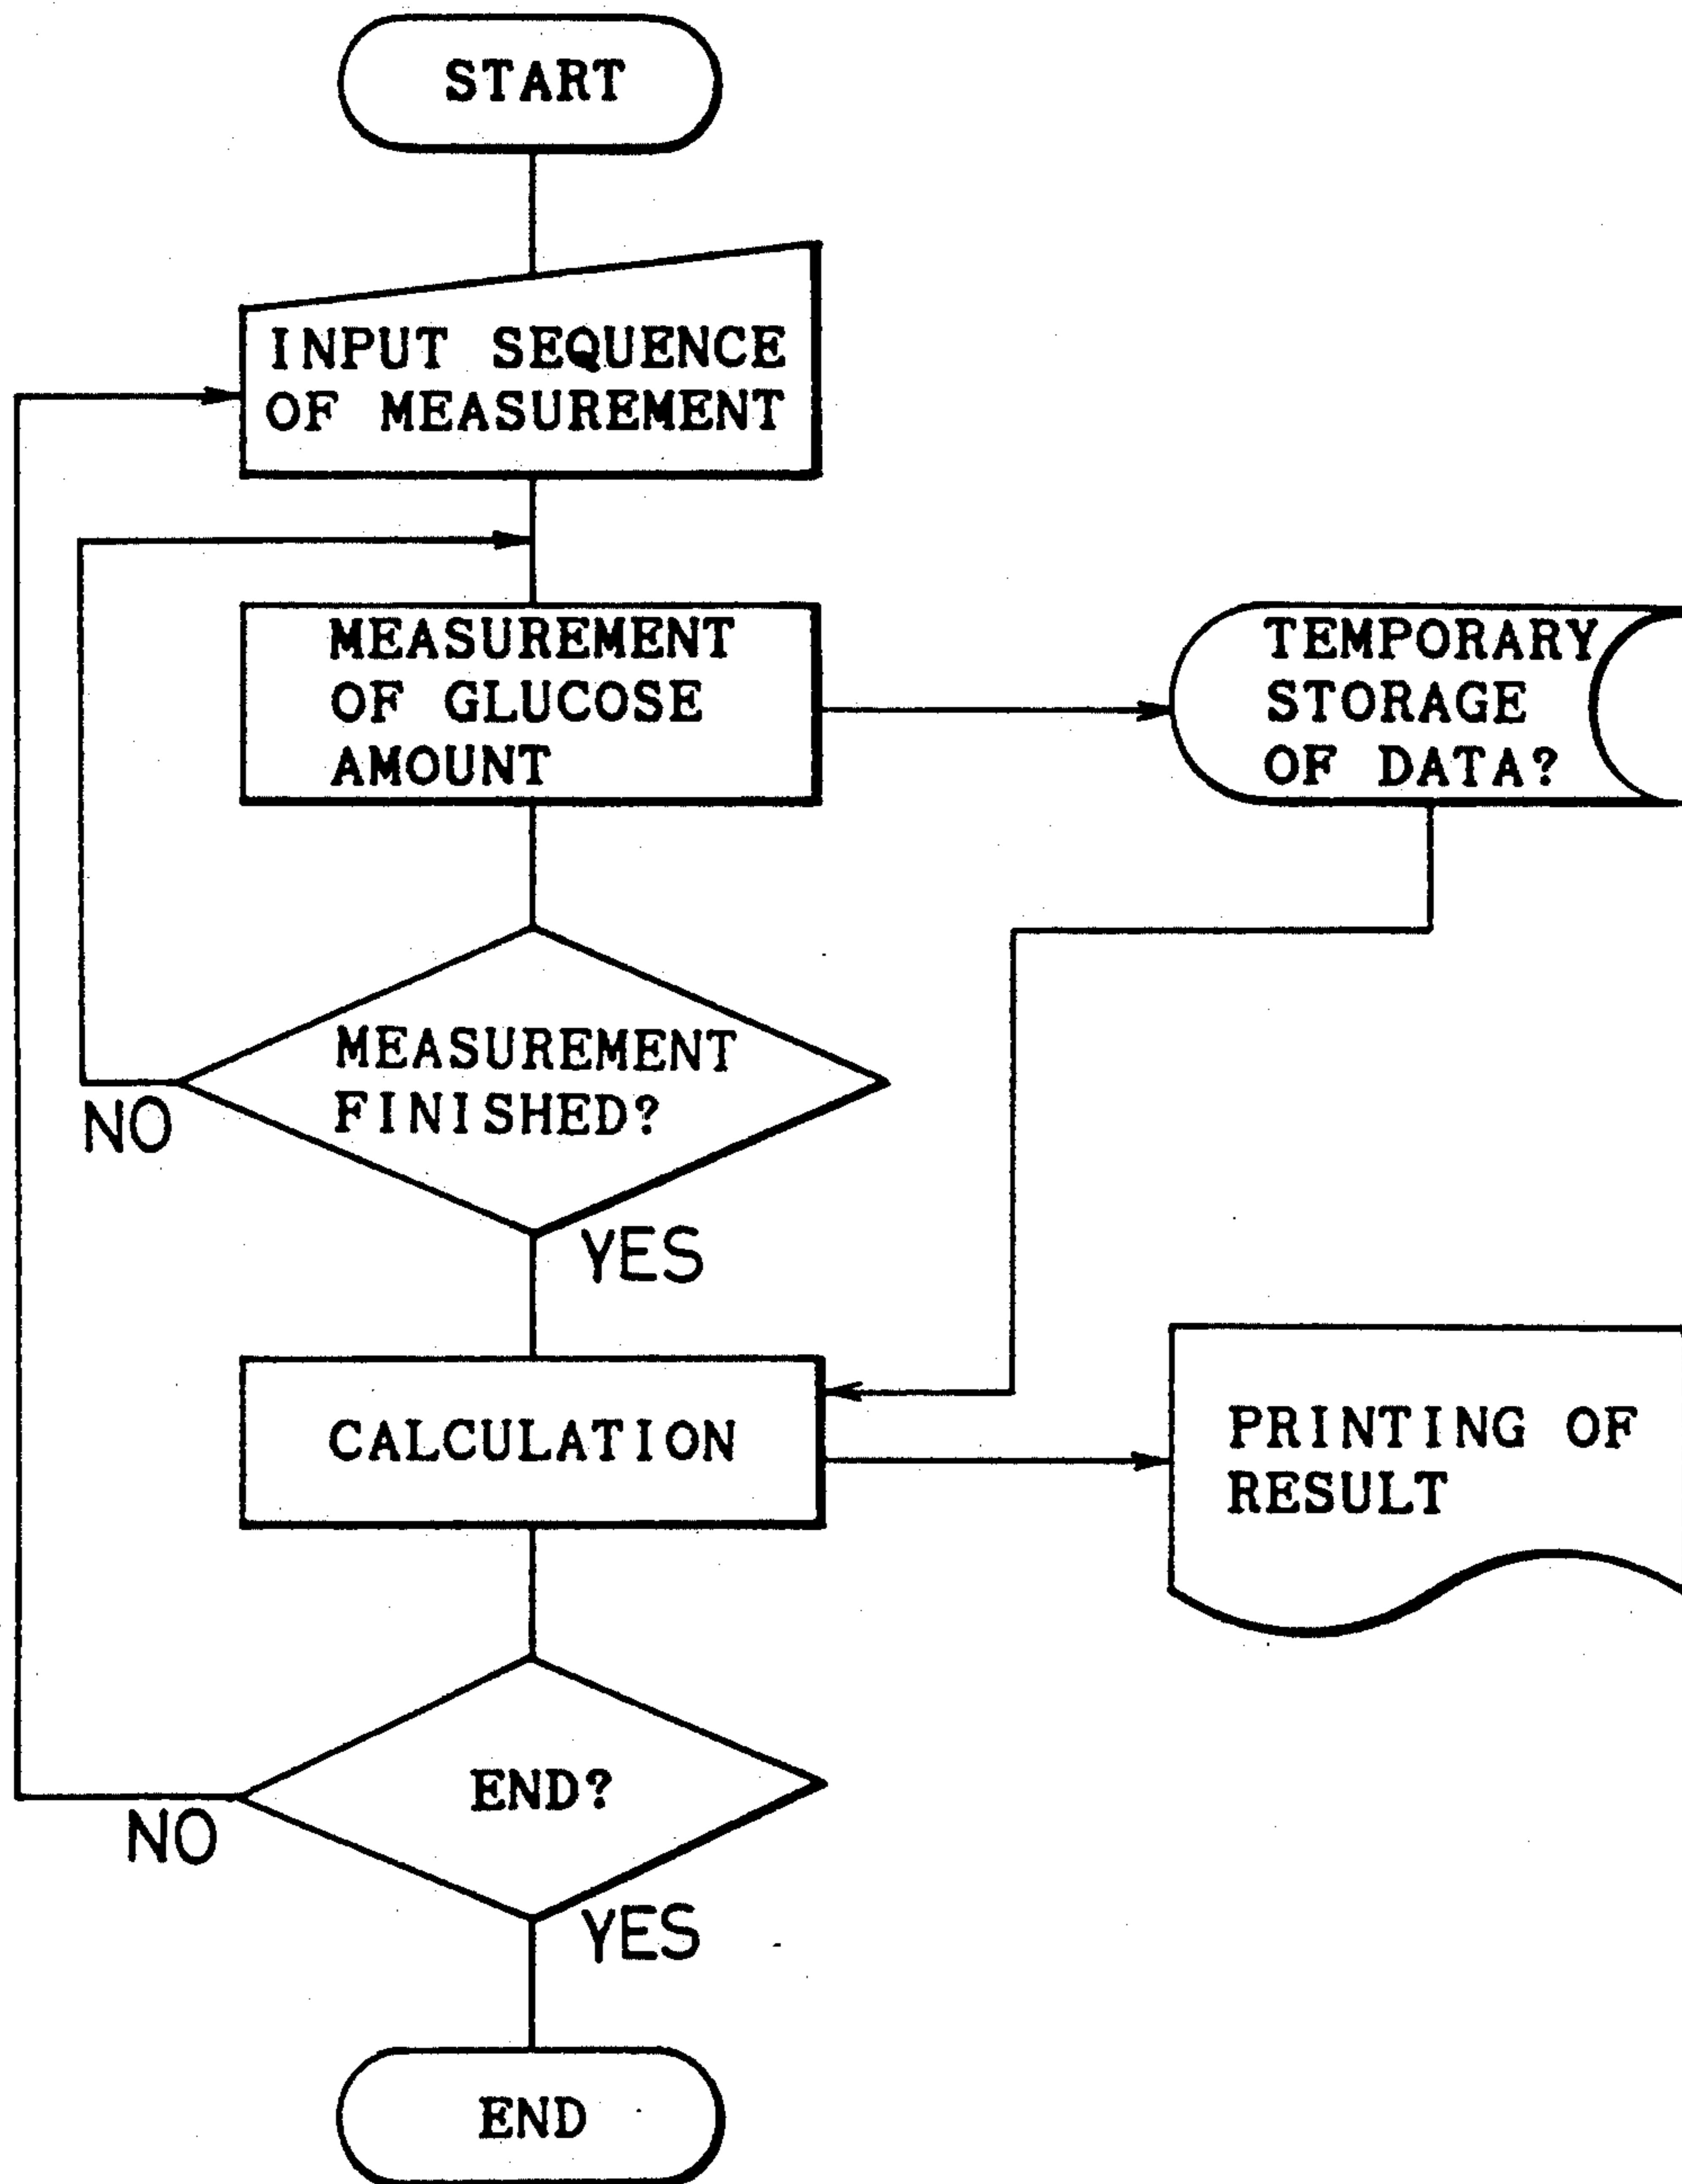 START
INPUT SEQUENCE
OF MEASUREMENT
MEASUREMENT
OF GLUCOSE
AMOUNT
TEMPORARY
STORAGE
OF DATA?
MEASUREMENT
FINISHED?
NO
YES
CALCULATION
PRINTING OF
RESULT
END?
NO
YES
END